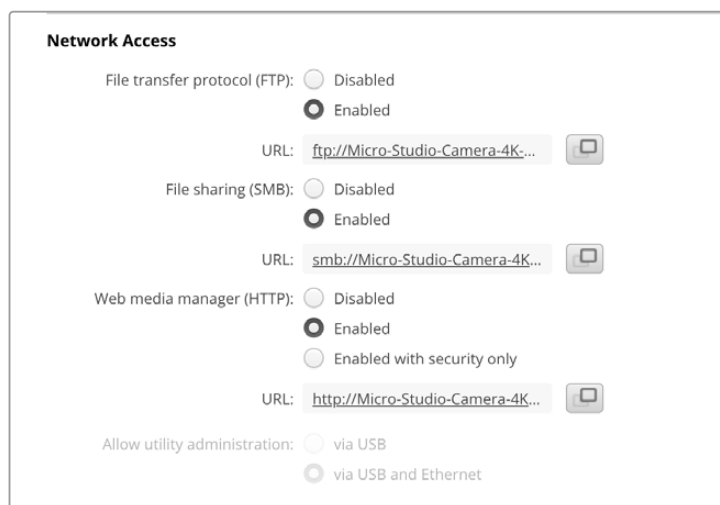 Network Access
File transfer protocol (FTP): Disabled
Enabled
URL: ftp://Micro-Studio-Camera-4K-...
File sharing (SMB): Disabled
Enabled
URL: smb://Micro-Studio-Camera-4K...
Web media manager (HTTP): Disabled
Enabled
Enabled with security only
URL: http://Micro-Studio-Camera-4K...
Allow utility administration: via USB
via USB and Ethernet